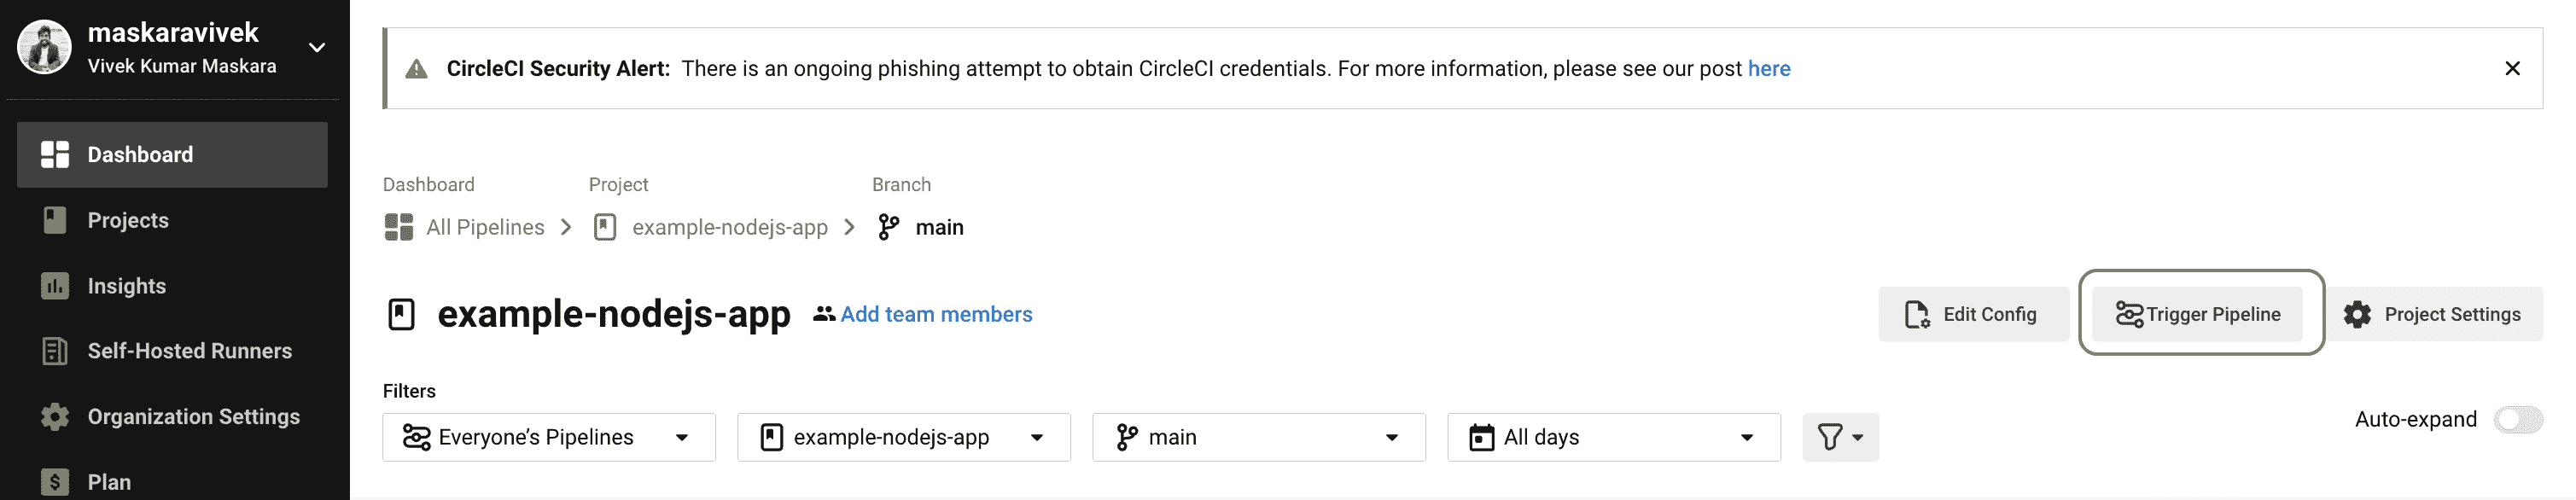 maskaravivek
Vivek Kumar Maskara
Dashboard
Projects
Insights
Self-Hosted Runners
Organization Settings
Plan
CircleCI Security Alert: There is an ongoing phishing attempt to obtain CircleCI credentials. For more information, please see our post here
Dashboard Project Branch
All Pipelines example-nodejs-app main
example-nodejs-app Add team members Edit Config Trigger Pipeline Project Settings
Filters
Everyone’s Pipelines example-nodejs-app main All days Auto-expand